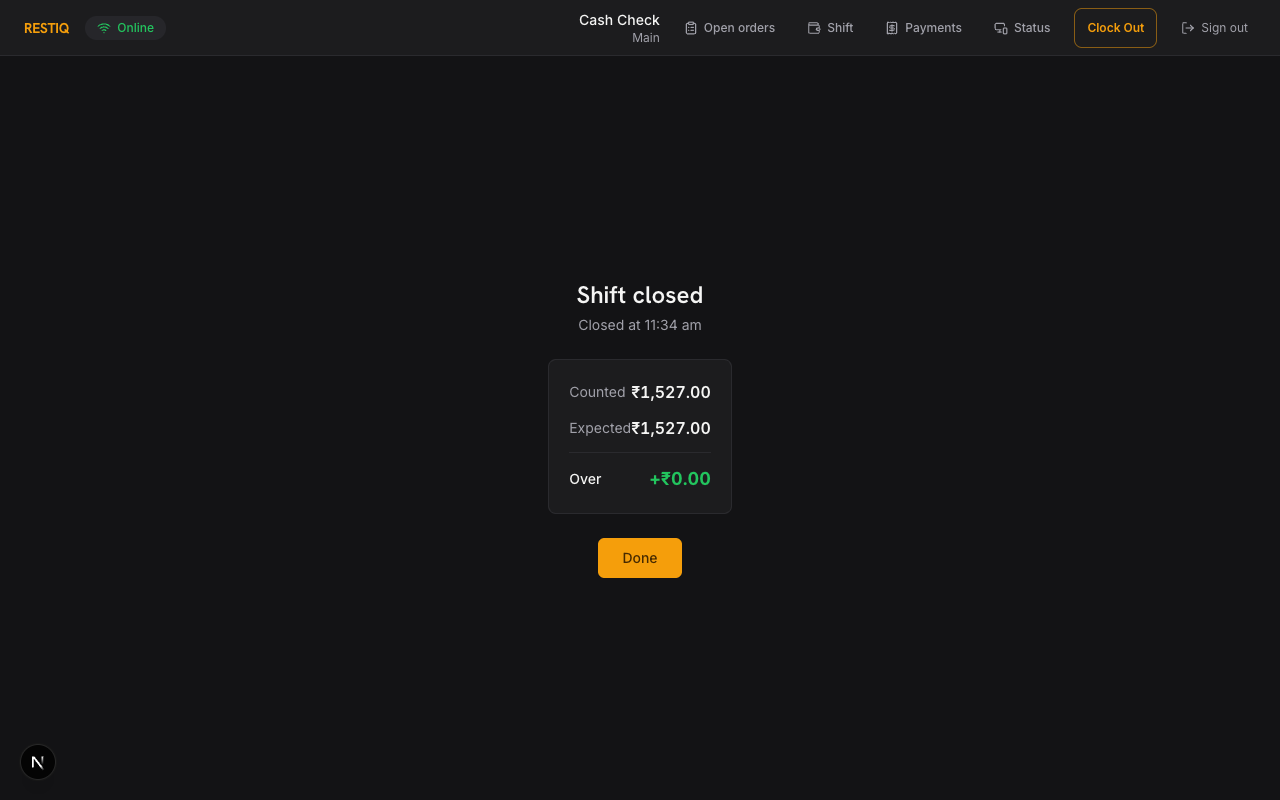 RESTIQ
Online
Cash Check
Main
Open orders
Shift
Payments
Status
Clock Out
Sign out
Shift closed
Closed at 11:34 am
Counted ₹1,527.00
Expected ₹1,527.00
Over +₹0.00
Done
N